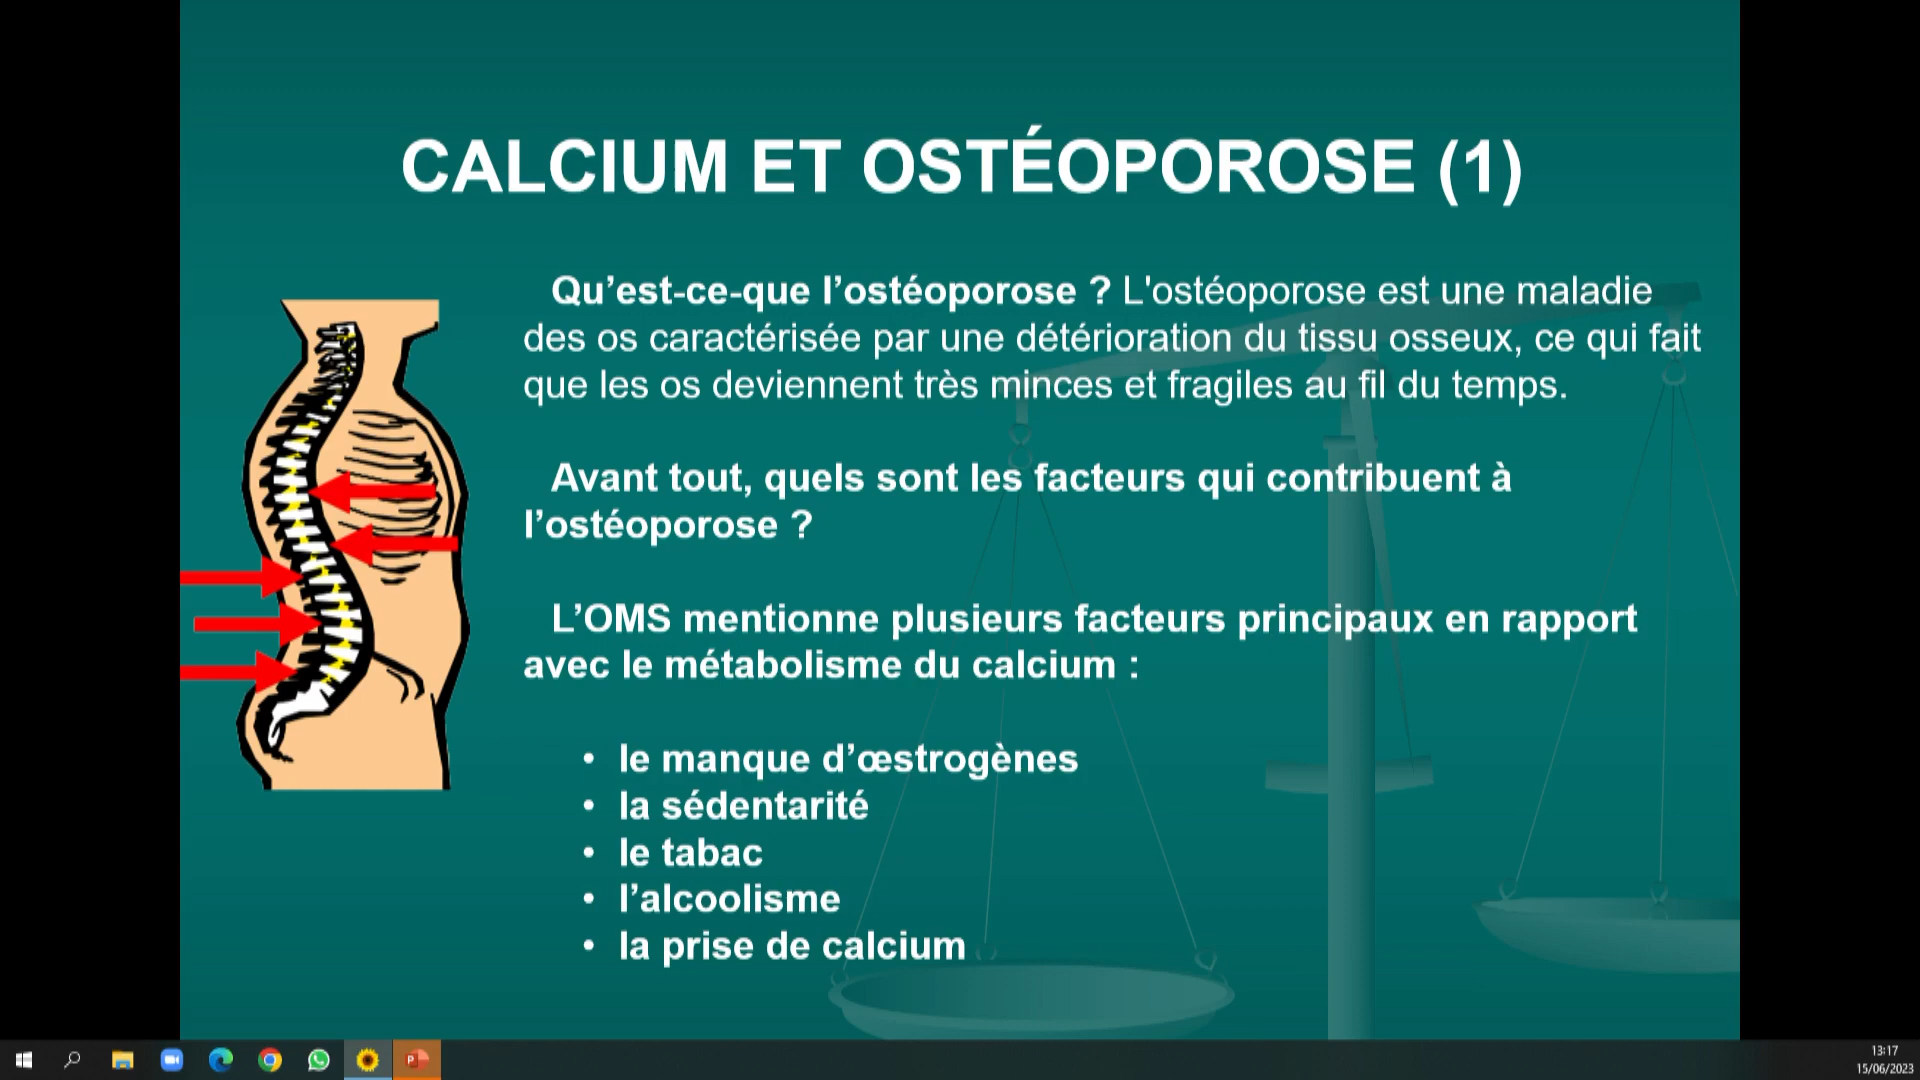 CALCIUM ET OSTÉOPOROSE (1)
Qu’est-ce-que l’ostéoporose ? L'ostéoporose est une maladie
des os caractérisée par une détérioration du tissu osseux, ce qui fait
que les os deviennent très minces et fragiles au fil du temps.
Avant tout, quels sont les facteurs qui contribuent à
l’ostéoporose ?
L’OMS mentionne plusieurs facteurs principaux en rapport
avec le métabolisme du calcium :
• le manque d’œstrogènes
• la sédentarité
• le tabac
• l’alcoolisme
• la prise de calcium
13:17
15/06/2023